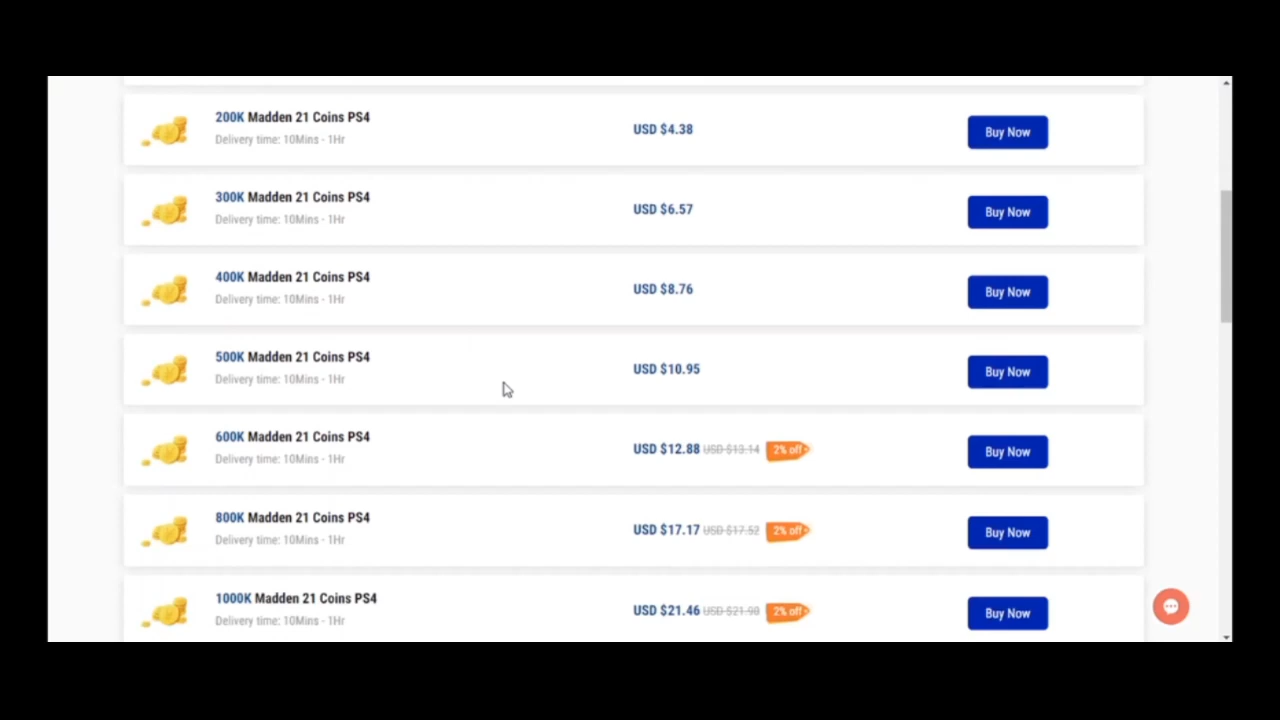 200K Madden 21 Coins PS4
Delivery time: 10Mins - 1Hr
USD $4.38
Buy Now
300K Madden 21 Coins PS4
Delivery time: 10Mins - 1Hr
USD $6.57
Buy Now
400K Madden 21 Coins PS4
Delivery time: 10Mins - 1Hr
USD $8.76
Buy Now
500K Madden 21 Coins PS4
Delivery time: 10Mins - 1Hr
USD $10.95
Buy Now
600K Madden 21 Coins PS4
Delivery time: 10Mins - 1Hr
USD $12.88 USD $13.14 2% off
Buy Now
800K Madden 21 Coins PS4
Delivery time: 10Mins - 1Hr
USD $17.17 USD $17.52 2% off
Buy Now
1000K Madden 21 Coins PS4
Delivery time: 10Mins - 1Hr
USD $21.46 USD $21.90 2% off
Buy Now